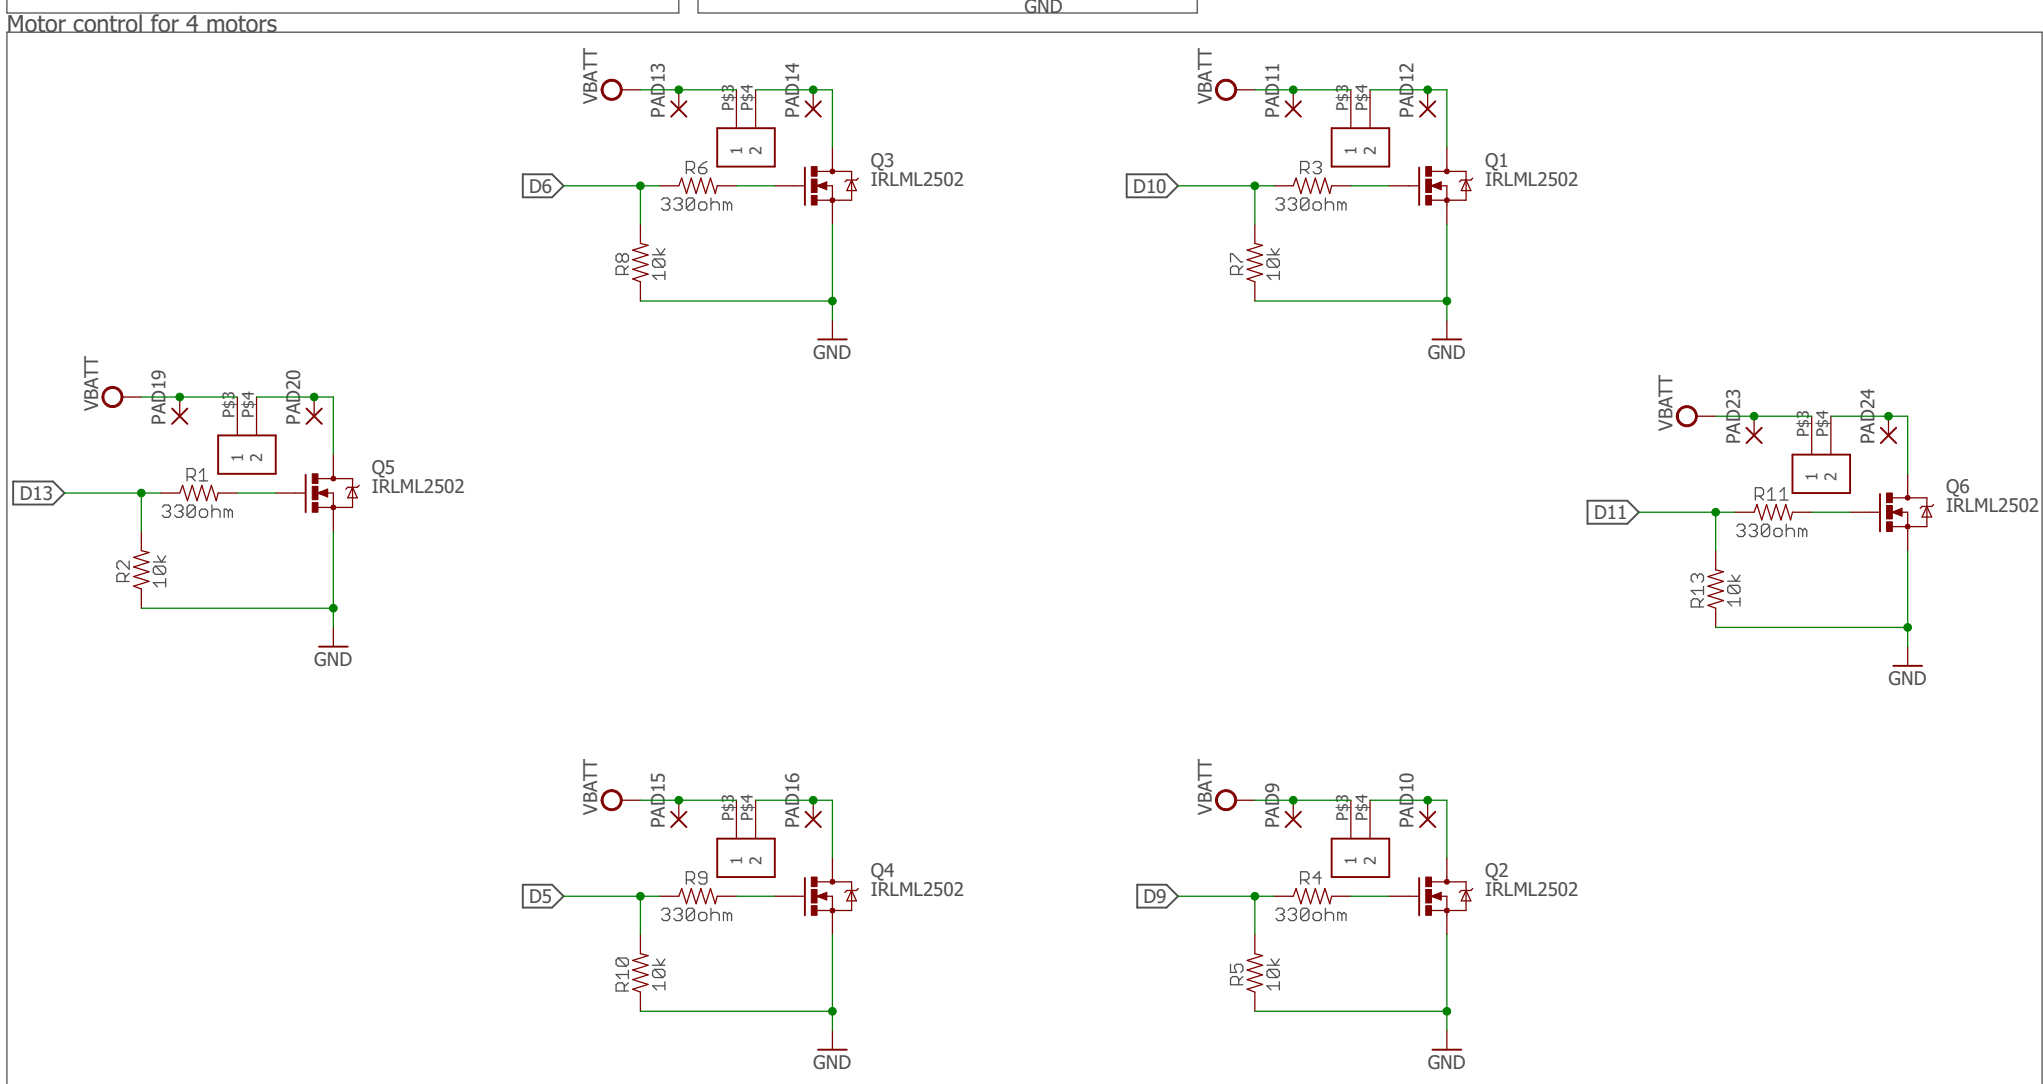 GND
Motor control for 4 motors
VBATT
PAD13
P$3
P$4
PAD14
1
2
Q3
IRLML2502
D6
R6
330ohm
R8
10k
GND
VBATT
PAD11
P$3
P$4
PAD12
1
2
Q1
IRLML2502
D10
R3
330ohm
R7
10k
GND
VBATT
PAD19
P$3
P$4
PAD20
1
2
Q5
IRLML2502
D13
R1
330ohm
R2
10k
GND
VBATT
PAD23
P$3
P$4
PAD24
1
2
Q6
IRLML2502
D11
R11
330ohm
R13
10k
GND
VBATT
PAD15
P$3
P$4
PAD16
1
2
Q4
IRLML2502
D5
R9
330ohm
R10
10k
GND
VBATT
PAD9
P$3
P$4
PAD10
1
2
Q2
IRLML2502
D9
R4
330ohm
R5
10k
GND